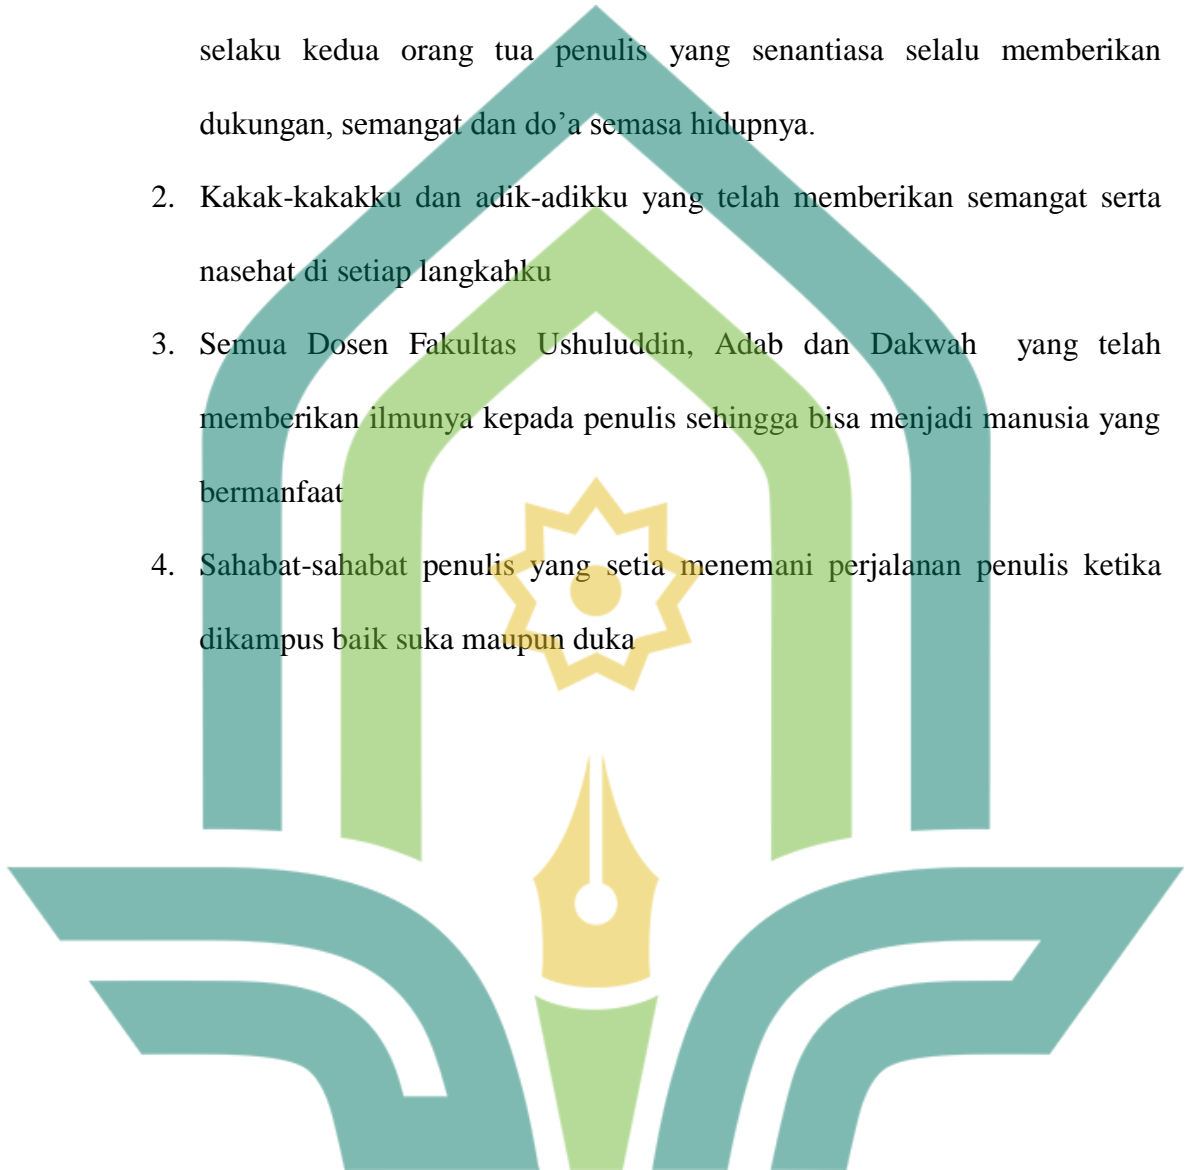 selaku kedua orang tua penulis yang senantiasa selalu memberikan
dukungan, semangat dan do’a semasa hidupnya.
2. Kakak-kakakku dan adik-adikku yang telah memberikan semangat serta
nasehat di setiap langkahku
3. Semua Dosen Fakultas Ushuluddin, Adab dan Dakwah yang telah
memberikan ilmunya kepada penulis sehingga bisa menjadi manusia yang
bermanfaat
4. Sahabat-sahabat penulis yang setia menemani perjalanan penulis ketika
dikampus baik suka maupun duka